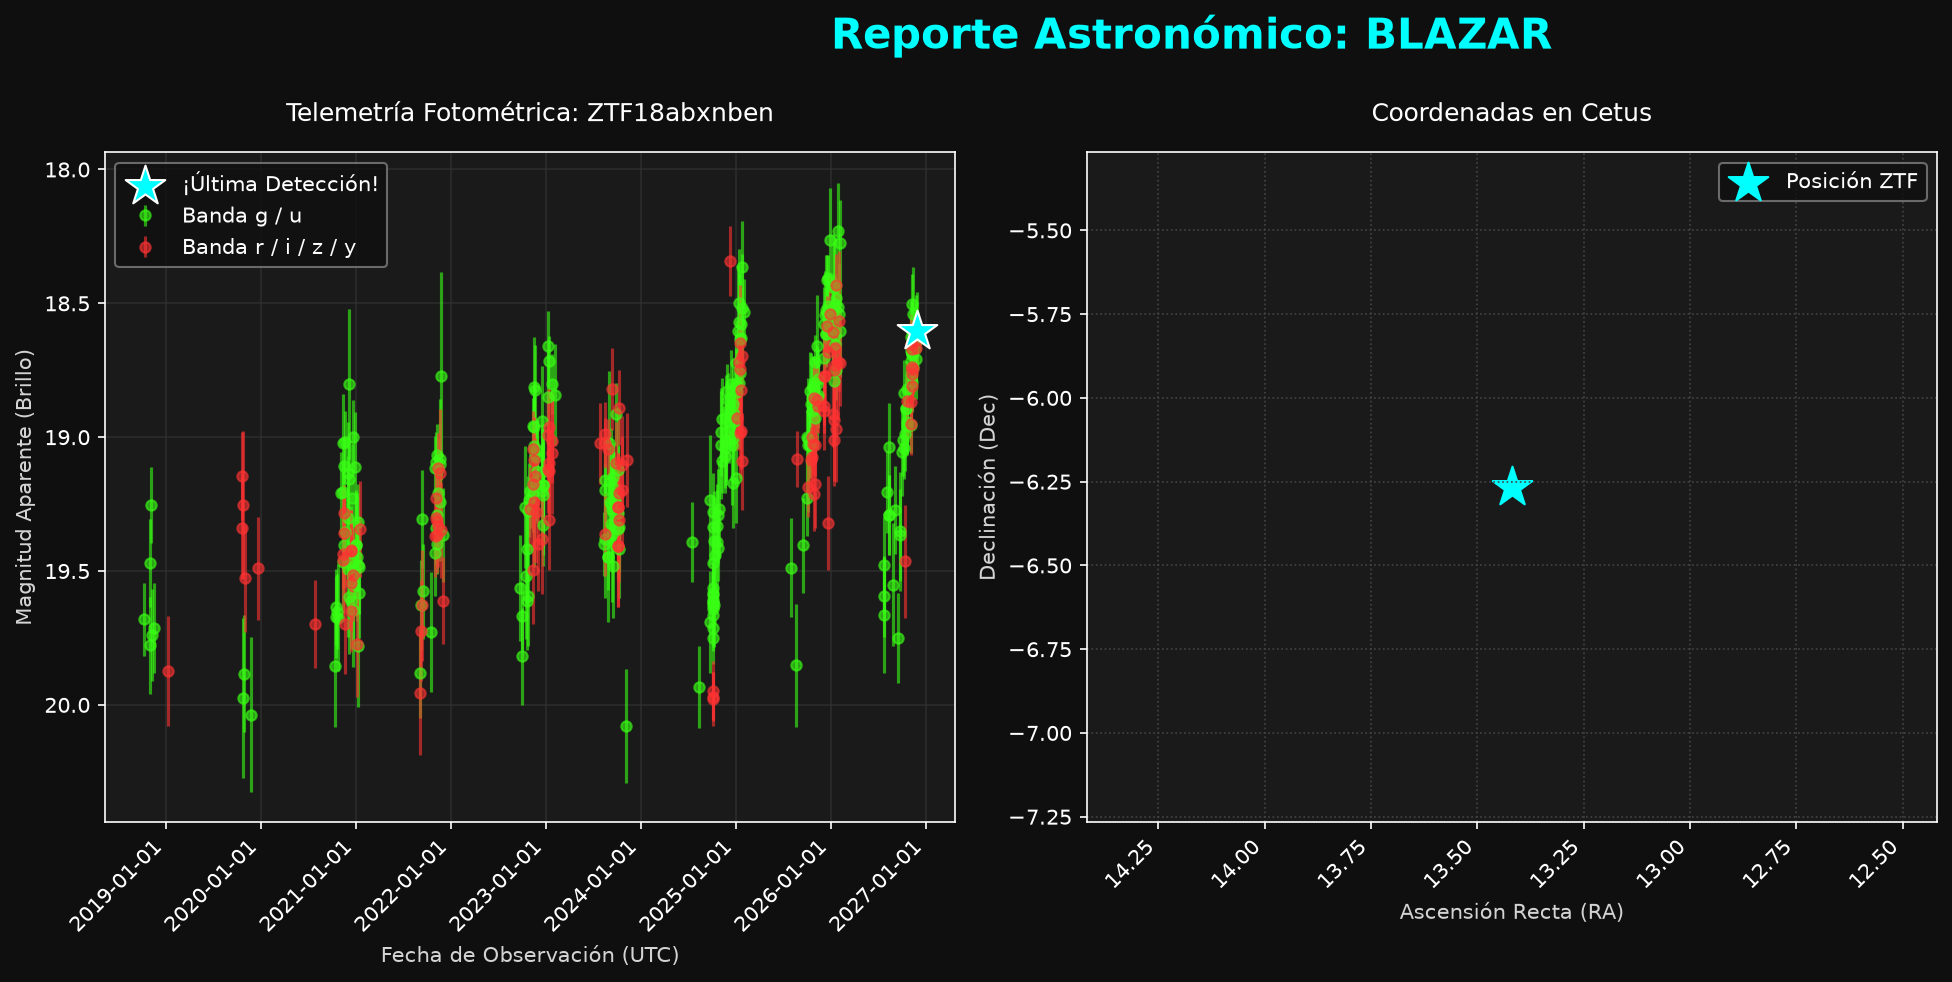 Reporte Astronómico: BLAZAR
Telemetría Fotométrica: ZTF18abxnben
¡Última Detección!
Banda g / u
Banda r / i / z / y
Magnitud Aparente (Brillo)
18.0
18.5
19.0
19.5
20.0
2019-01-01
2020-01-01
2021-01-01
2022-01-01
2023-01-01
2024-01-01
2025-01-01
2026-01-01
2027-01-01
Fecha de Observación (UTC)
Coordenadas en Cetus
Posición ZTF
Declinación (Dec)
−5.50
−5.75
−6.00
−6.25
−6.50
−6.75
−7.00
−7.25
14.25
14.00
13.75
13.50
13.25
13.00
12.75
12.50
Ascensión Recta (RA)